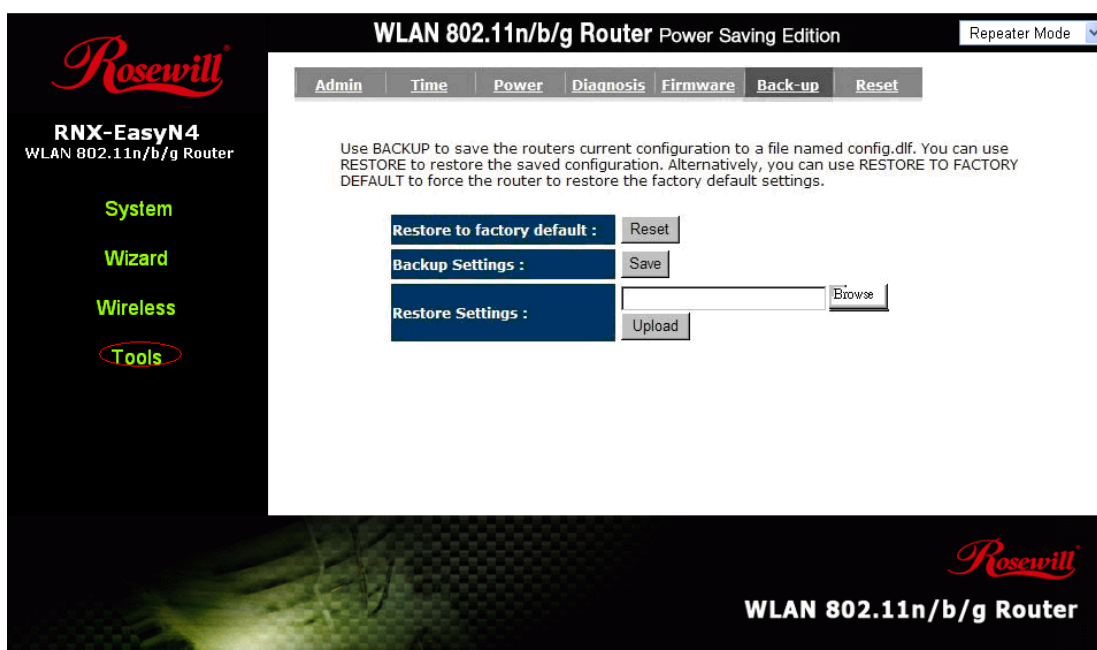 WLAN 802.11n/b/g Router Power Saving Edition
Repeater Mode
Rosewill
RNX-EasyN4
WLAN 802.11n/b/g Router
System
Wizard
Wireless
Tools
Admin Time Power Diagnosis Firmware Back-up Reset
Use BACKUP to save the routers current configuration to a file named config.dlf. You can use
RESTORE to restore the saved configuration. Alternatively, you can use RESTORE TO FACTORY
DEFAULT to force the router to restore the factory default settings.
Restore to factory default : Reset
Backup Settings : Save
Restore Settings : Browse
Upload
Rosewill
WLAN 802.11n/b/g Router